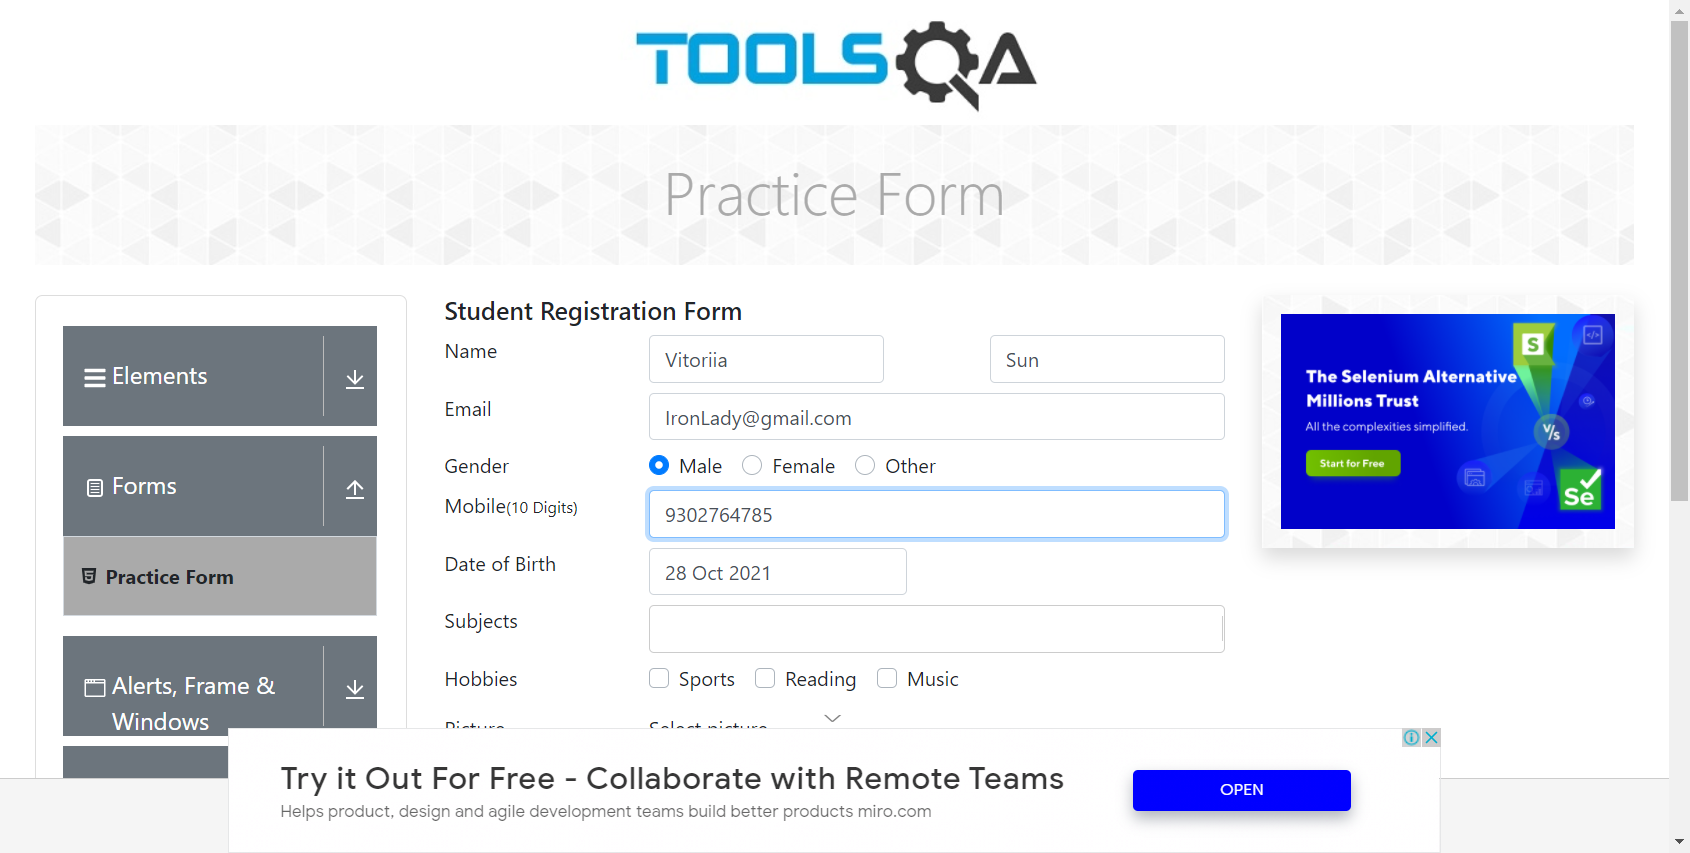 TOOLSQA
Practice Form
Elements
Forms
Practice Form
Alerts, Frame &
Windows
Student Registration Form
Name
Vitoriia
Sun
Email
IronLady@gmail.com
Gender
Male
Female
Other
Mobile(10 Digits)
9302764785
Date of Birth
28 Oct 2021
Subjects
Hobbies
Sports
Reading
Music
Picture
Select picture
The Selenium Alternative
Millions Trust
All the complexities simplified.
Start for Free
S
V/s
Se
Try it Out For Free - Collaborate with Remote Teams
Helps product, design and agile development teams build better products miro.com
OPEN